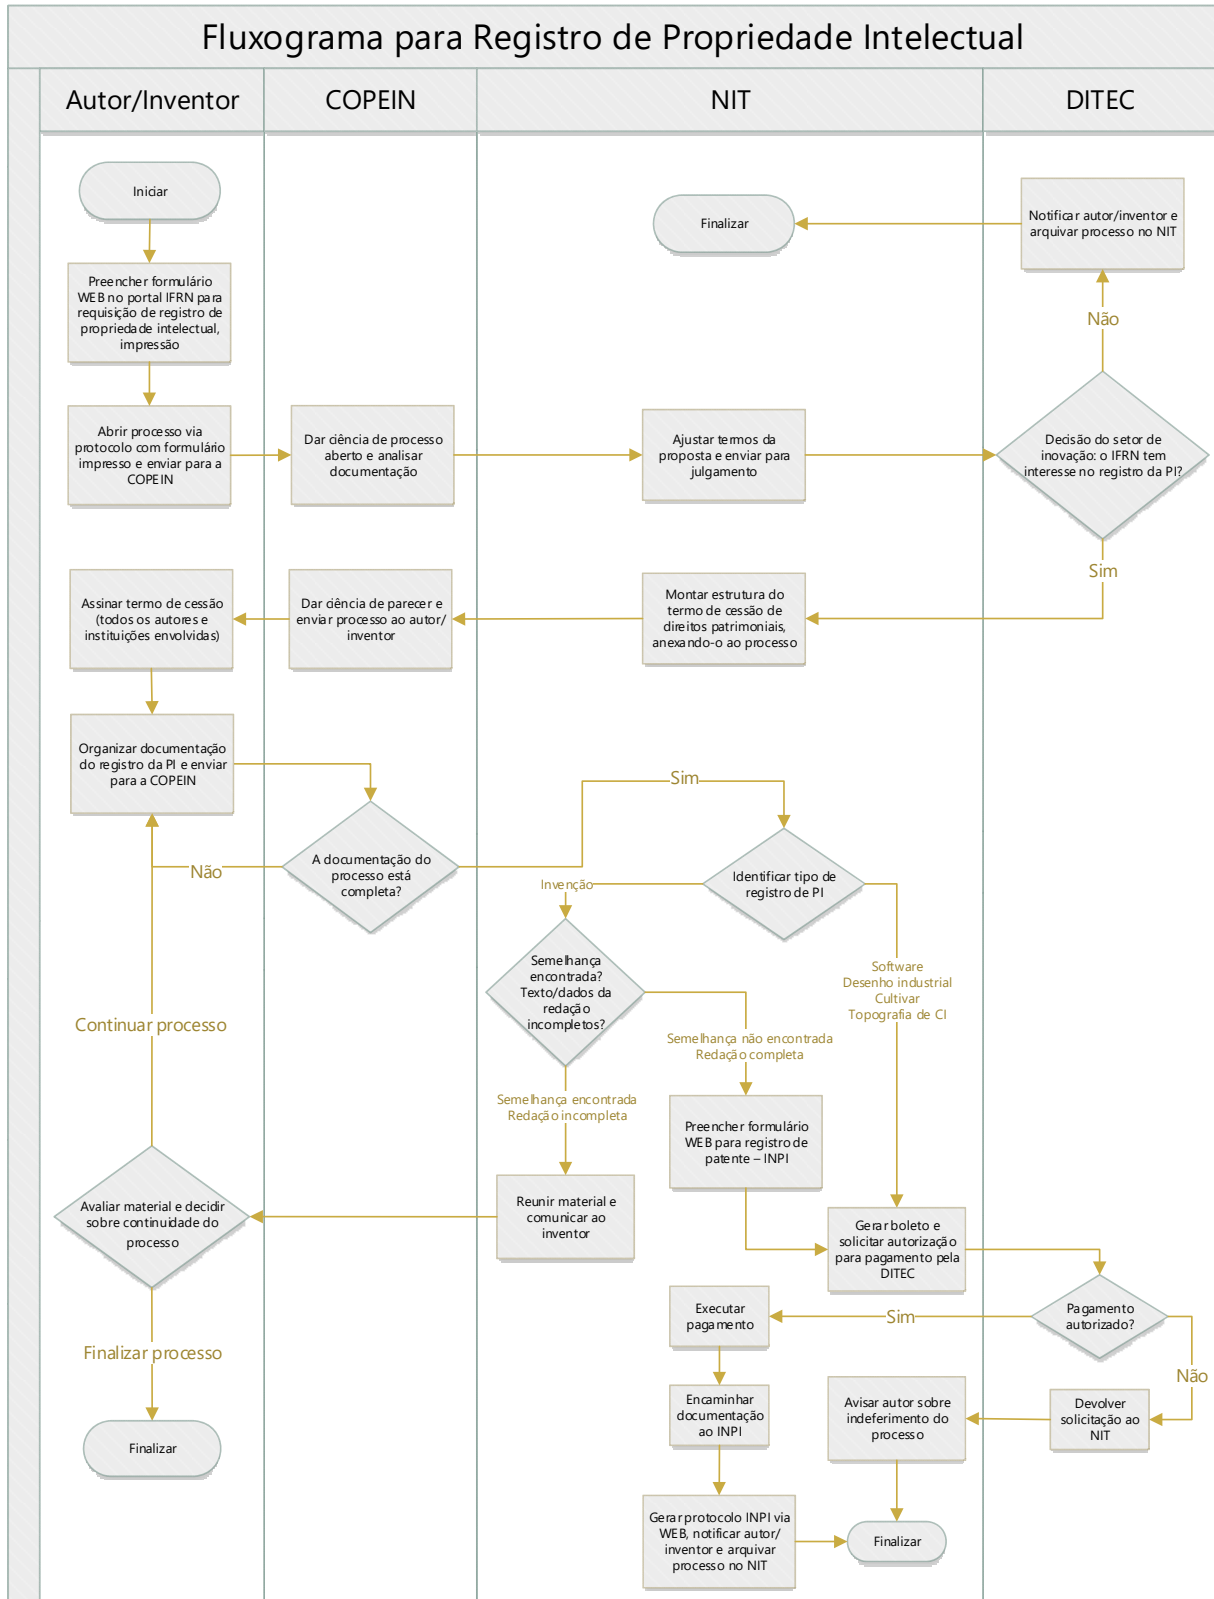 Fluxograma para Registro de Propriedade Intelectual
Autor/Inventor
COPEIN
NIT
DITEC
Iniciar
Finalizar
Notificar autor/inventor e
arquivar processo no NIT
Preencher formulário
WEB no portal IFRN para
requisição de registro de
propriedade intelectual,
impressão
Não
Abrir processo via
protocolo com formulário
impresso e enviar para a
COPEIN
Dar ciência de processo
aberto e analisar
documentação
Ajustar termos da
proposta e enviar para
julgamento
Decisão do setor de
inovação: o IFRN tem
interesse no registro da PI?
Sim
Assinar termo de cessão
(todos os autores e
instituições envolvidas)
Dar ciência de parecer e
enviar processo ao autor/
inventor
Montar estrutura do
termo de cessão de
direitos patrimoniais,
anexando-o ao processo
Organizar documentação
do registro da PI e enviar
para a COPEIN
Sim
A documentação do
processo está
completa?
Não
Identificar tipo de
registro de PI
Invenção
Semelhança
encontrada?
Texto/dados da
redação
incompletos?
Software
Desenho industrial
Cultivar
Topografia de CI
Continuar processo
Semelhança não encontrada
Redação completa
Semelhança encontrada
Redação incompleta
Preencher formulário
WEB para registro de
patente – INPI
Avaliar material e decidir
sobre continuidade do
processo
Reunir material e
comunicar ao
inventor
Gerar boleto e
solicitar autorização
para pagamento pela
DITEC
Executar
pagamento
Sim
Pagamento
autorizado?
Finalizar processo
Não
Encaminhar
documentação
ao INPI
Avisar autor sobre
indeferimento do
processo
Devolver
solicitação ao
NIT
Finalizar
Gerar protocolo INPI via
WEB, notificar autor/
inventor e arquivar
processo no NIT
Finalizar